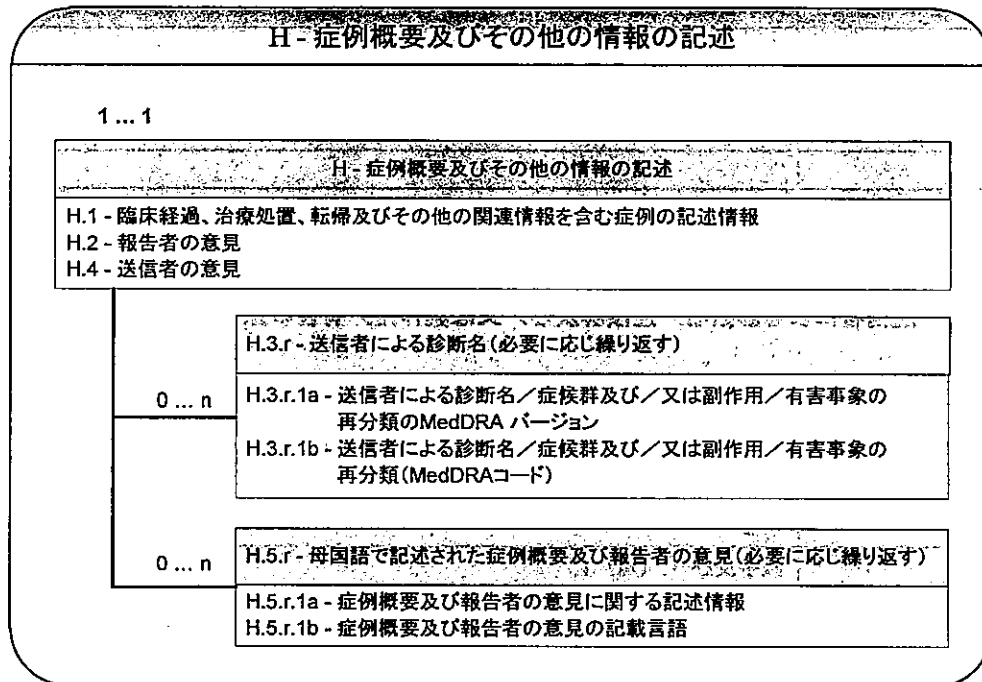 H - 症例概要及びその他の情報の記述
1 ... 1
H - 症例概要及びその他の情報の記述
H.1 - 臨床経過、治療処置、転帰及びその他の関連情報を含む症例の記述情報
H.2 - 報告者の意見
H.4 - 送信者の意見
H.3.r - 送信者による診断名(必要に応じ繰り返す)
0 ... n
H.3.r.1a - 送信者による診断名/症候群及び/又は副作用/有害事象の
再分類のMedDRA バージョン
H.3.r.1b - 送信者による診断名/症候群及び/又は副作用/有害事象の
再分類(MedDRAコード)
H.5.r - 母国語で記述された症例概要及び報告者の意見(必要に応じ繰り返す)
0 ... n
H.5.r.1a - 症例概要及び報告者の意見に関する記述情報
H.5.r.1b - 症例概要及び報告者の意見の記載言語